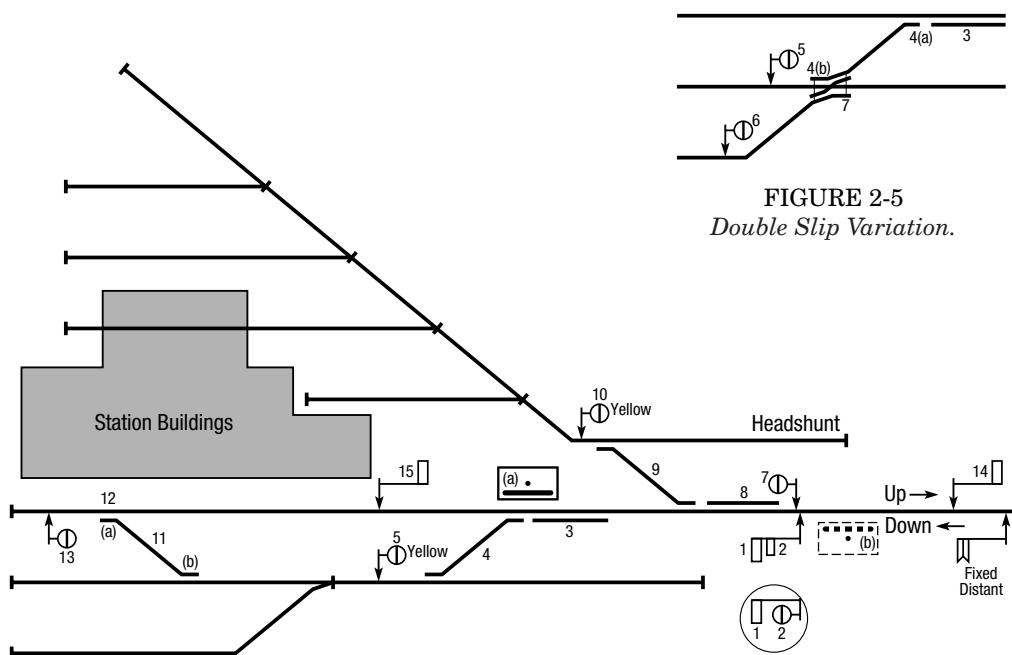 5
4(a)
3
4(b)
7
6
FIGURE 2-5
Double Slip Variation.
10
Yellow
Headshunt
Station Buildings
15
(a)
9
7
8
14
Up
12
Down
(a)
11
(b)
13
5
Yellow
4
3
1
2
(b)
Fixed
Distant
1
2